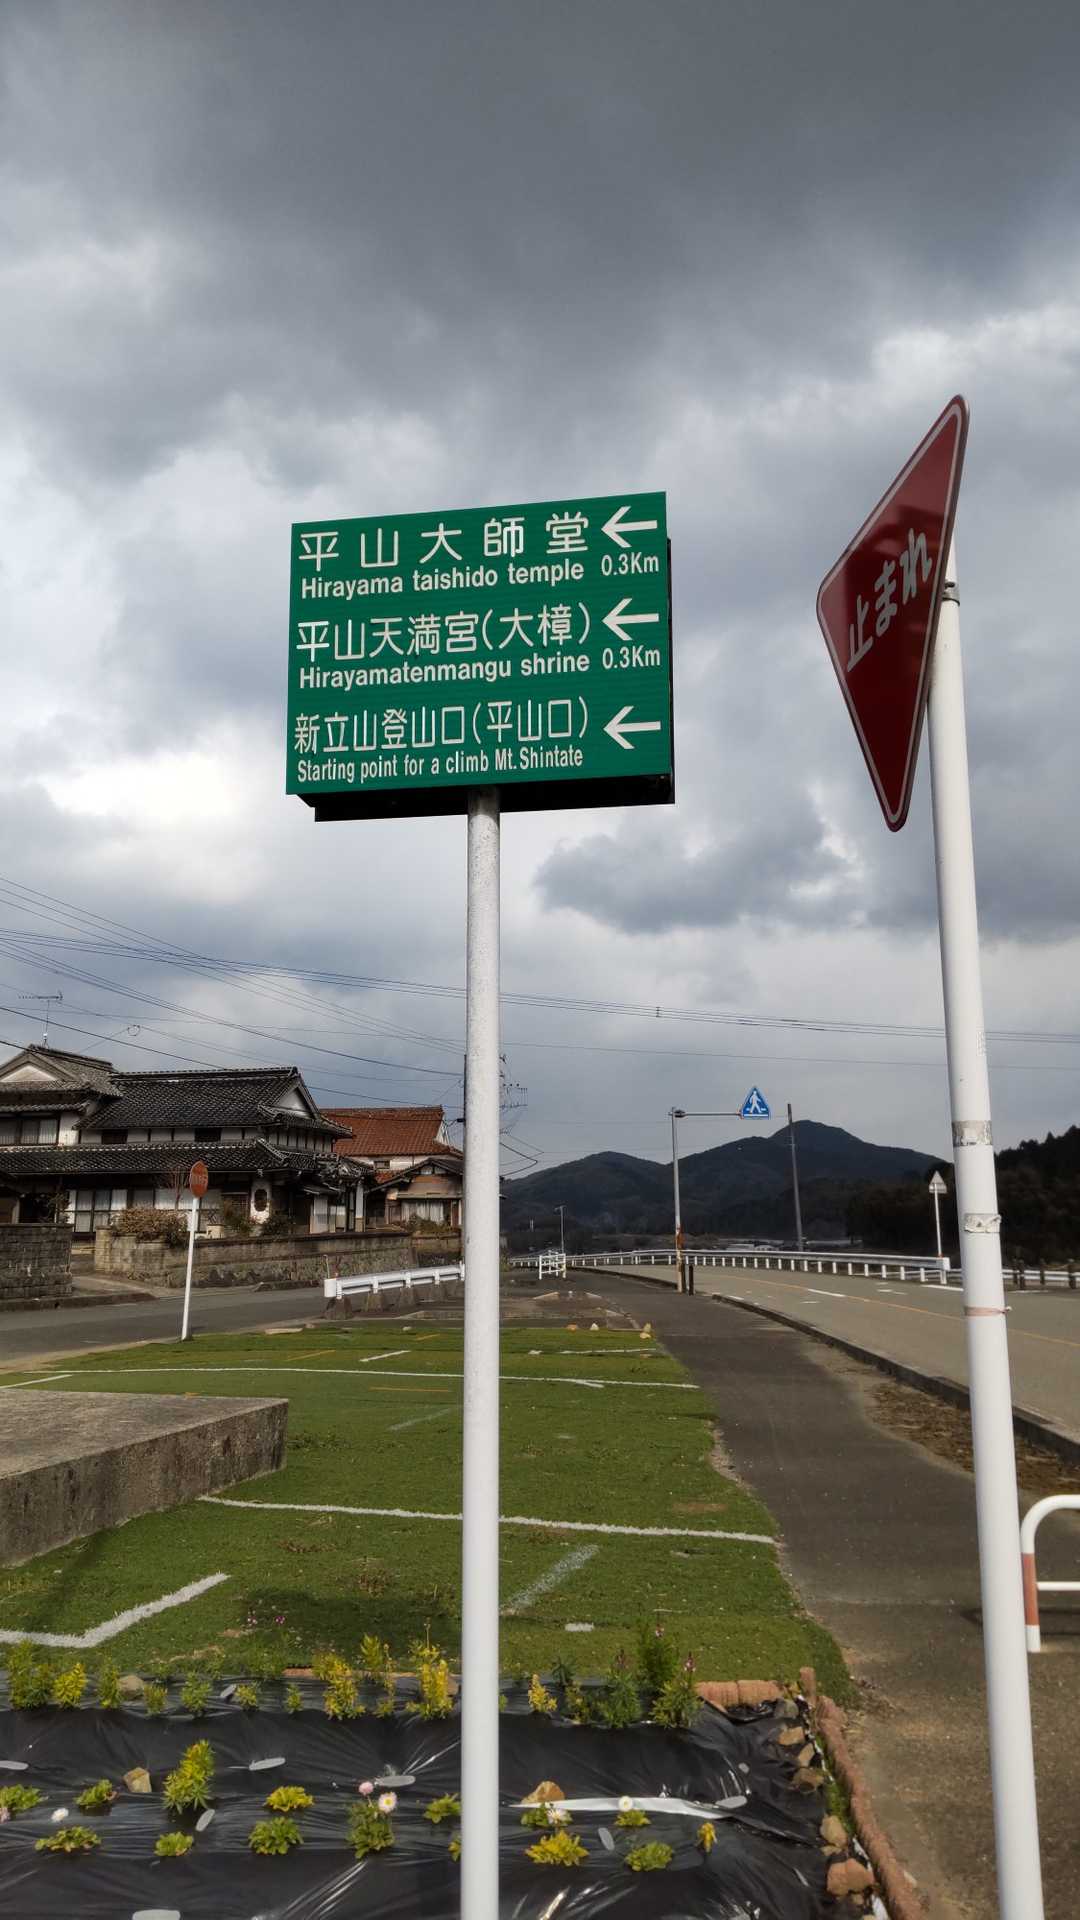 平山大師堂
Hirayama taishido temple 0.3Km
平山天満宮(大樟)
Hirayamatenmangu shrine 0.3Km
新立山登山口(平山口)
Starting point for a climb Mt.Shintate
止まれ